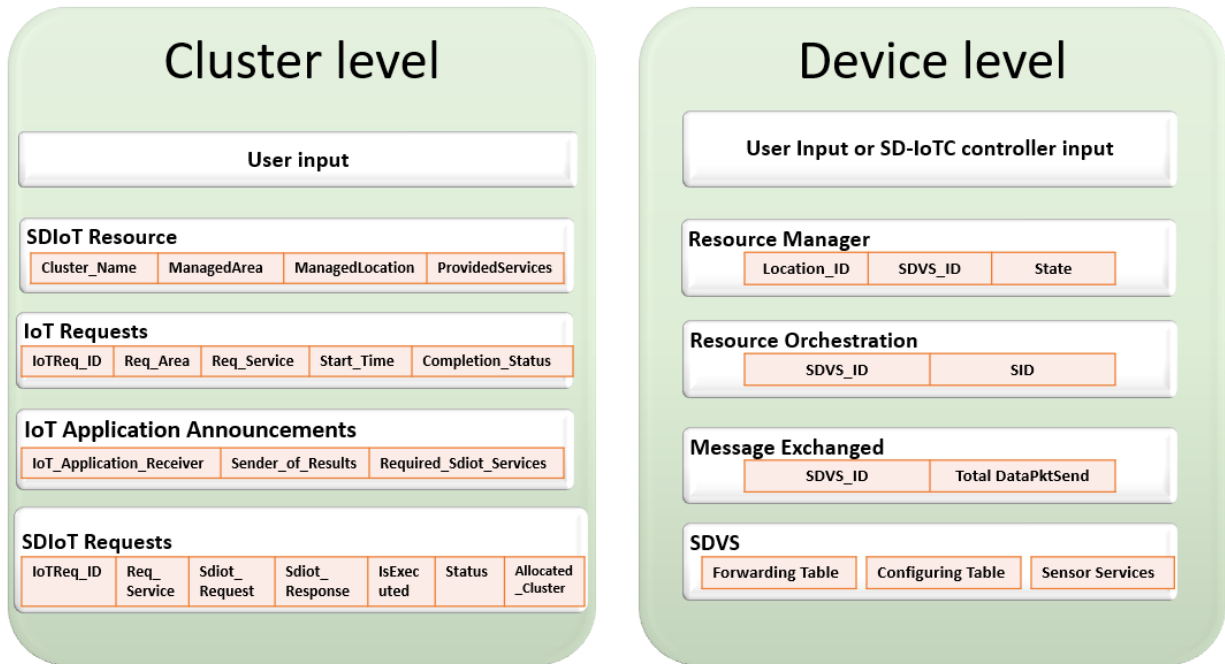 Cluster level
User input
SDIoT Resource
Cluster_Name ManagedArea ManagedLocation ProvidedServices
IoT Requests
IoTReq_ID Req_Area Req_Service Start_Time Completion_Status
IoT Application Announcements
IoT_Application_Receiver Sender_of_Results Required_Sdiot_Services
SDIoT Requests
IoTReq_ID
Req_
Service
Sdiot_
Request
Sdiot_
Response
IsExec
uted
Status
Allocated
_Cluster
Device level
User Input or SD-IoTC controller input
Resource Manager
Location_ID SDVS_ID State
Resource Orchestration
SDVS_ID SID
Message Exchanged
SDVS_ID Total DataPktSend
SDVS
Forwarding Table Configuring Table Sensor Services